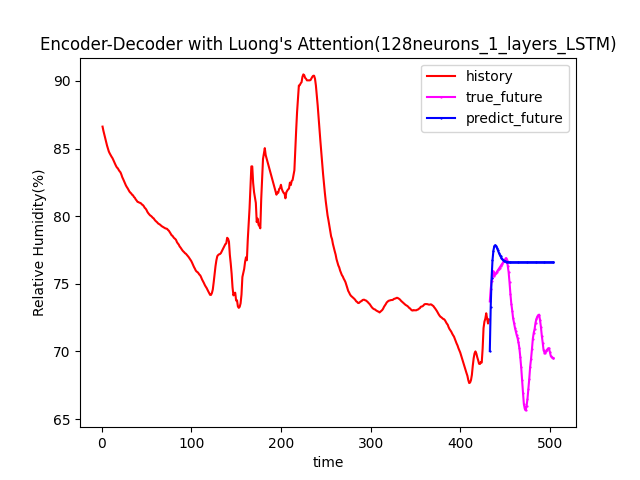 Encoder-Decoder with Luong's Attention(128neurons_1_layers_LSTM)
history
true_future
predict_future
90
85
80
75
70
65
Relative Humidity(%)
0 100 200 300 400 500
time